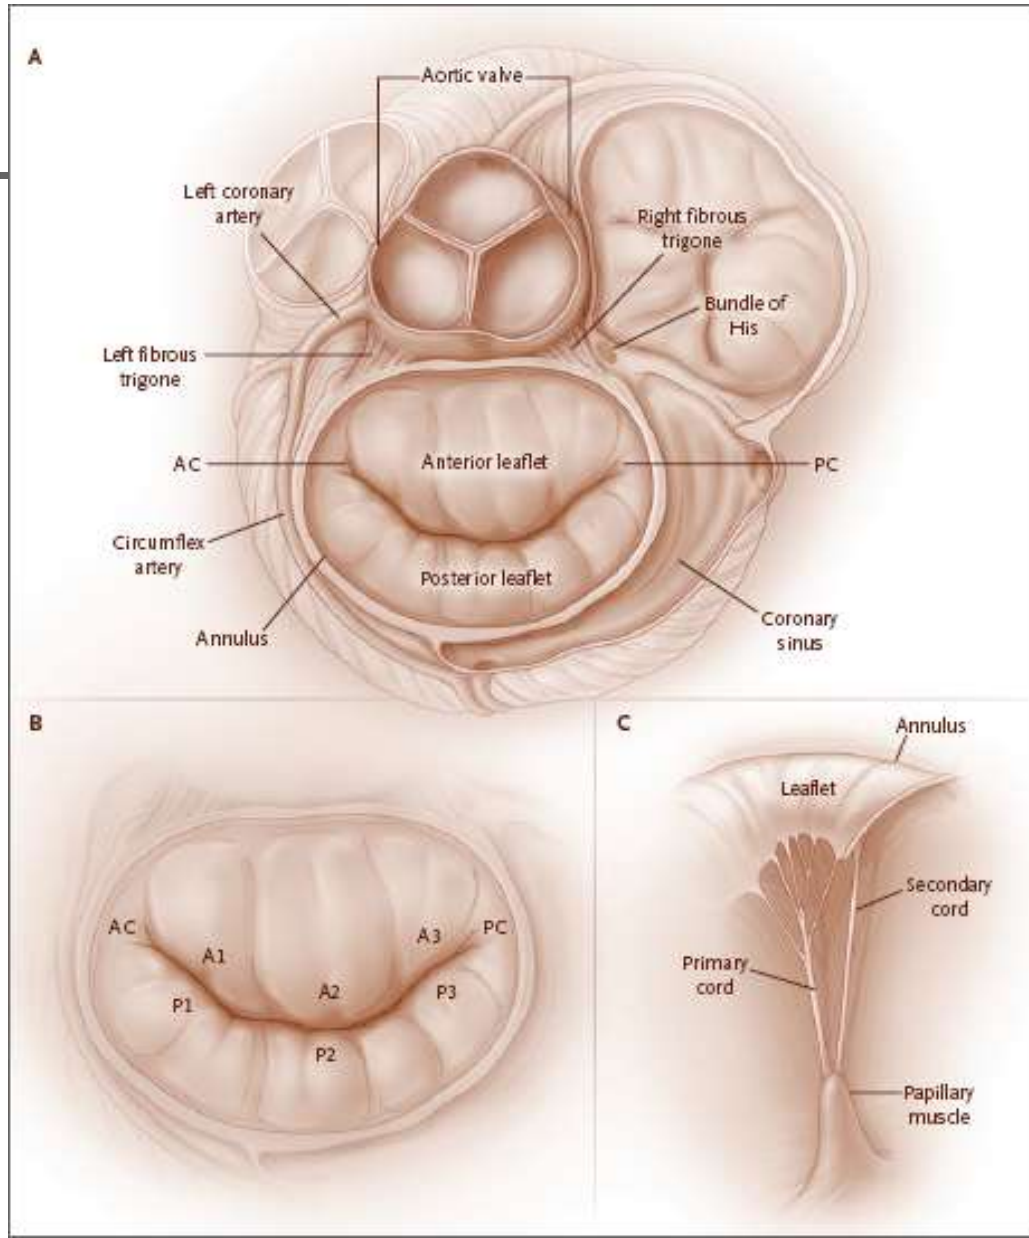 A
Aortic valve
Left coronary
artery
Right fibrous
trigone
Bundle of
His
Left fibrous
trigone
AC
Anterior leaflet
PC
Circumflex
artery
Posterior leaflet
Annulus
Coronary
sinus
B
AC
A1
A2
A3
PC
P1
P2
P3
C
Annulus
Leaflet
Secondary
cord
Primary
cord
Papillary
muscle